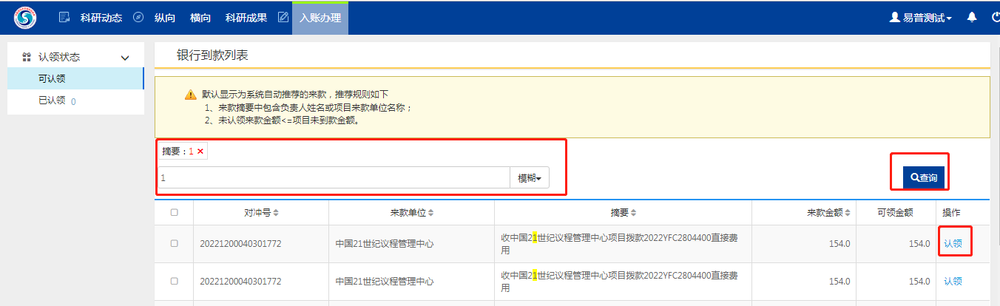 科研动态 纵向 横向 科研成果 入账办理 易普测试
认领状态
可认领
已认领 0
银行到款列表
默认显示为系统自动推荐的来款，推荐规则如下
1、来款摘要中包含负责人姓名或项目来款单位名称；
2、未认领来款金额<=项目未到款金额。
摘要：1 ×
1 模糊 查询
对冲号 来款单位 摘要 来款金额 可领金额 操作
20221200040301772 中国21世纪议程管理中心 收中国21世纪议程管理中心项目拨款2022YFC2804400直接费 154.0 154.0 认领
用
20221200040301772 中国21世纪议程管理中心 收中国21世纪议程管理中心项目拨款2022YFC2804400直接费 154.0 154.0 认领
用